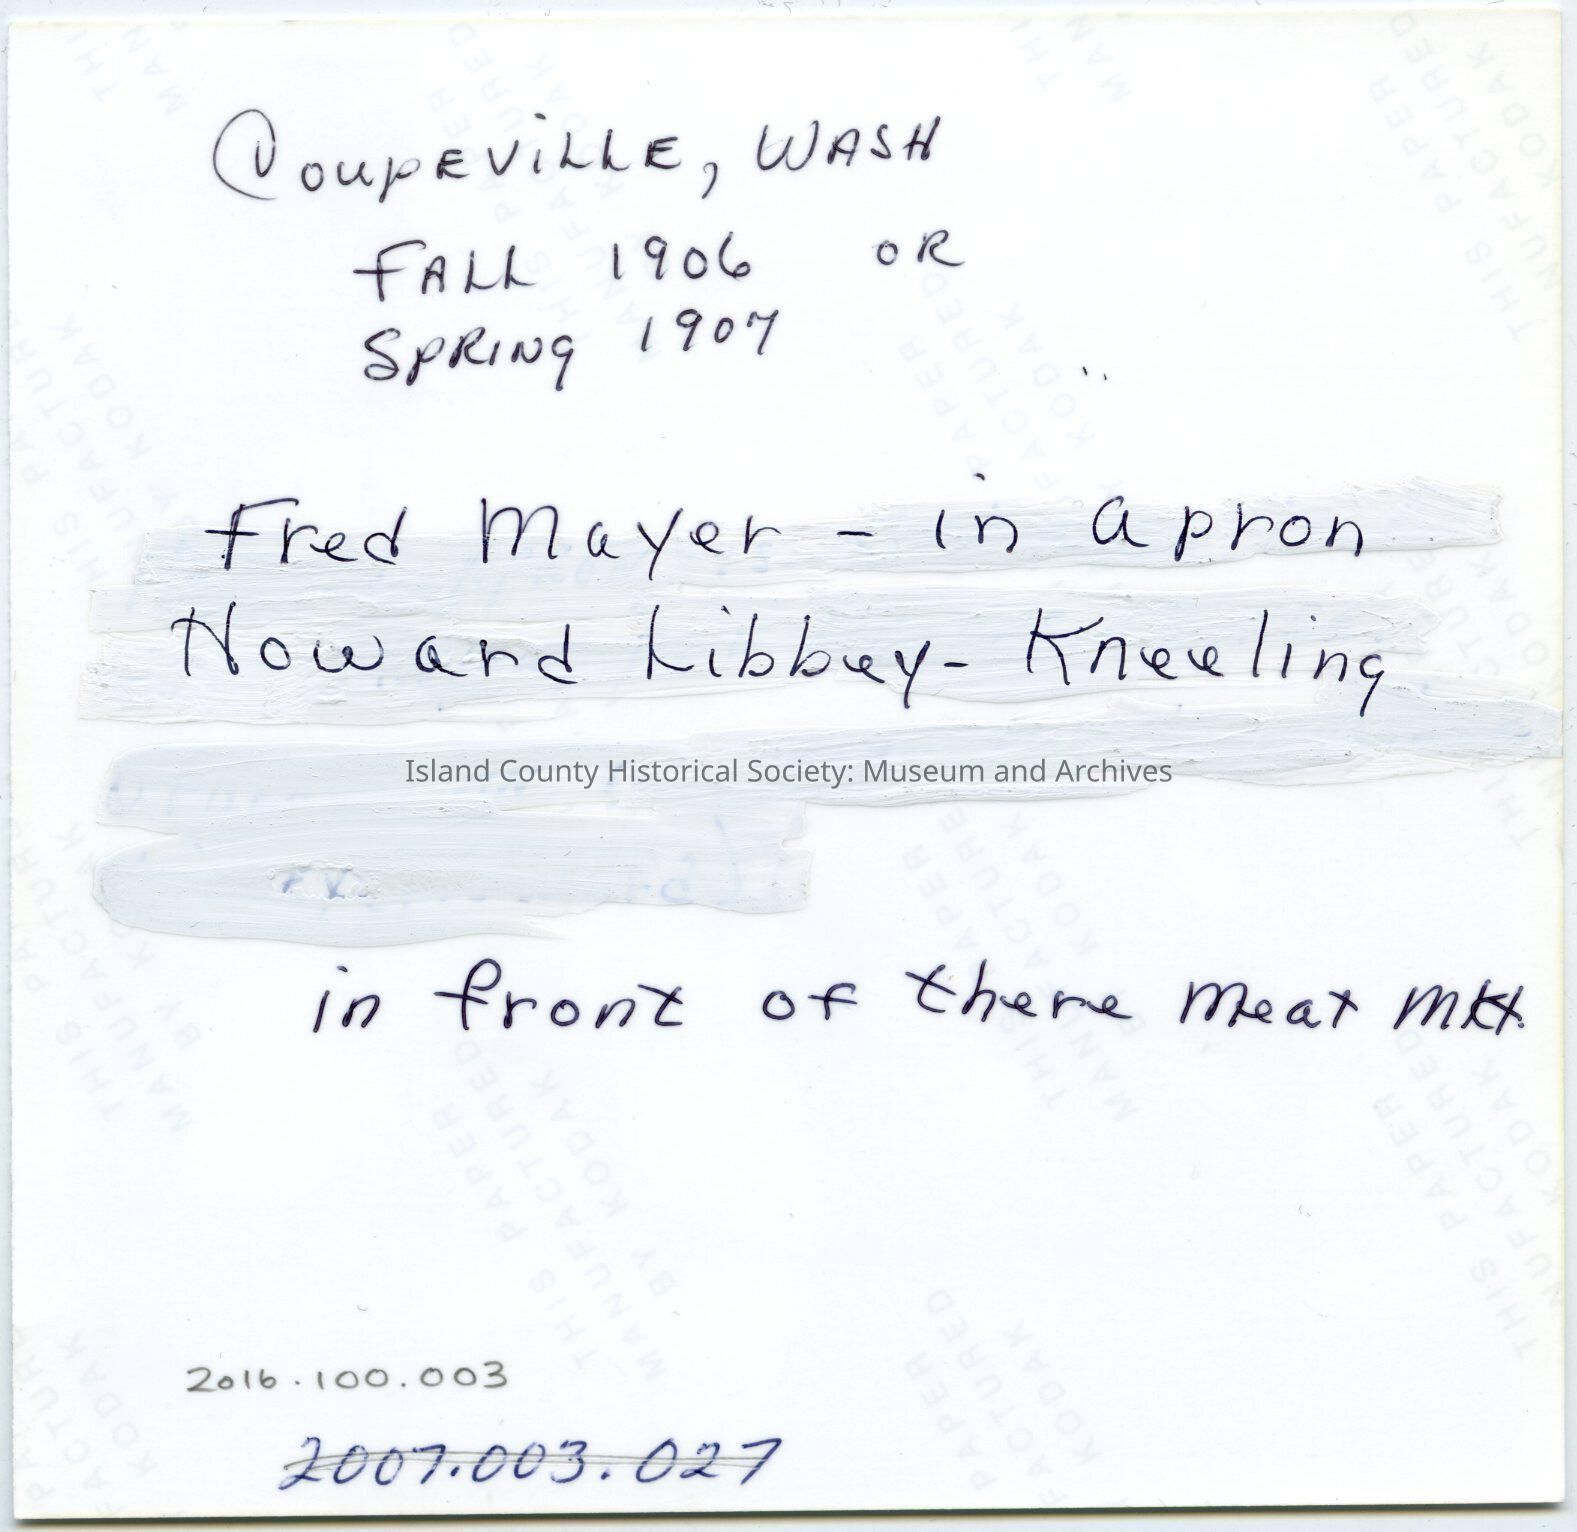 Coupeville, WASH
FALL 1906 OR
SPRING 1907
Fred Mayer - in apron
Howard Libbey - Kneeling
Island County Historical Society: Museum and Archives
in front of there Meat Mkt.
2016.100.003
2007.003.027